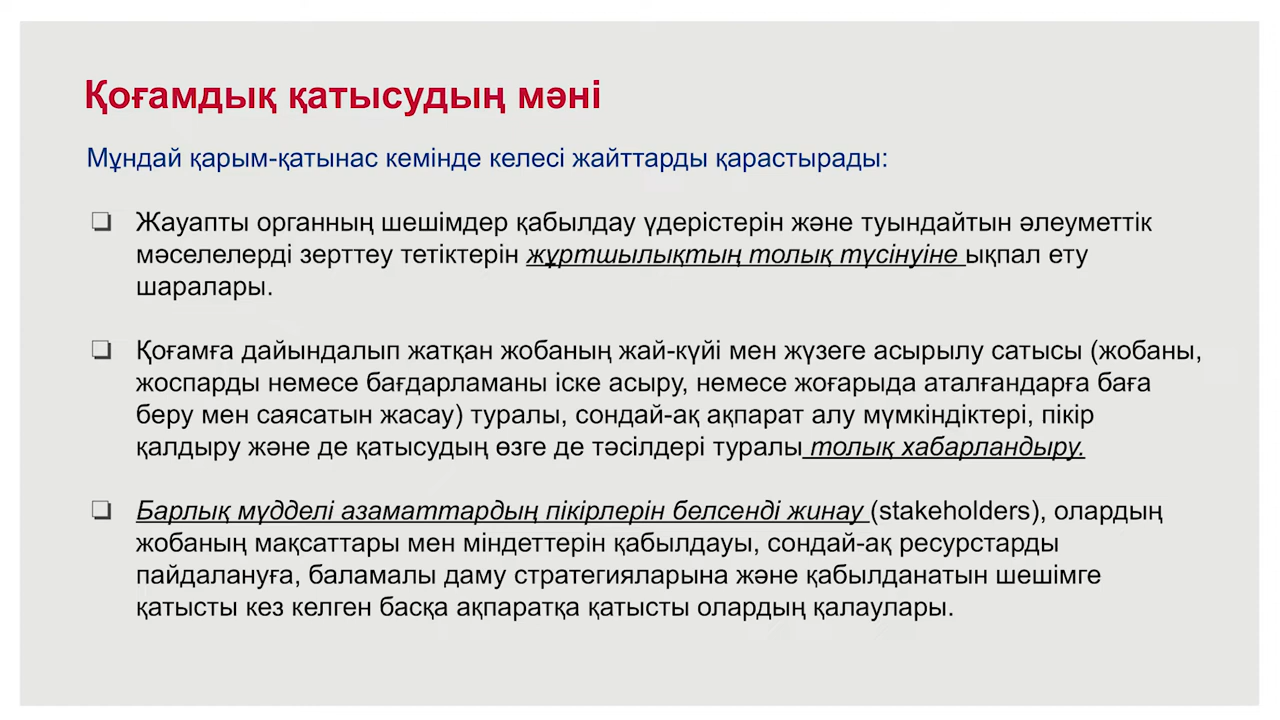 Қоғамдық қатысудың мәні
Мұндай қарым-қатынас кемінде келесі жайттарды қарастырады:
❏ Жауапты органның шешімдер қабылдау үдерістерін және туындайтын әлеуметтік
мәселелерді зерттеу тетіктерін жұртшылықтың толық түсінуіне ықпал ету
шаралары.
❏ Қоғамға дайындалып жатқан жобаның жай-күйі мен жүзеге асырылу сатысы (жобаны,
жоспарды немесе бағдарламаны іске асыру, немесе жоғарыда аталғандарға баға
беру мен саясатын жасау) туралы, сондай-ақ ақпарат алу мүмкіндіктері, пікір
қалдыру және де қатысудың өзге де тәсілдері туралы толық хабарландыру.
❏ Барлық мүдделі азаматтардың пікірлерін белсенді жинау (stakeholders), олардың
жобаның мақсаттары мен міндеттерін қабылдауы, сондай-ақ ресурстарды
пайдалануға, баламалы даму стратегияларына және қабылданатын шешімге
қатысты кез келген басқа ақпаратқа қатысты олардың қалаулары.